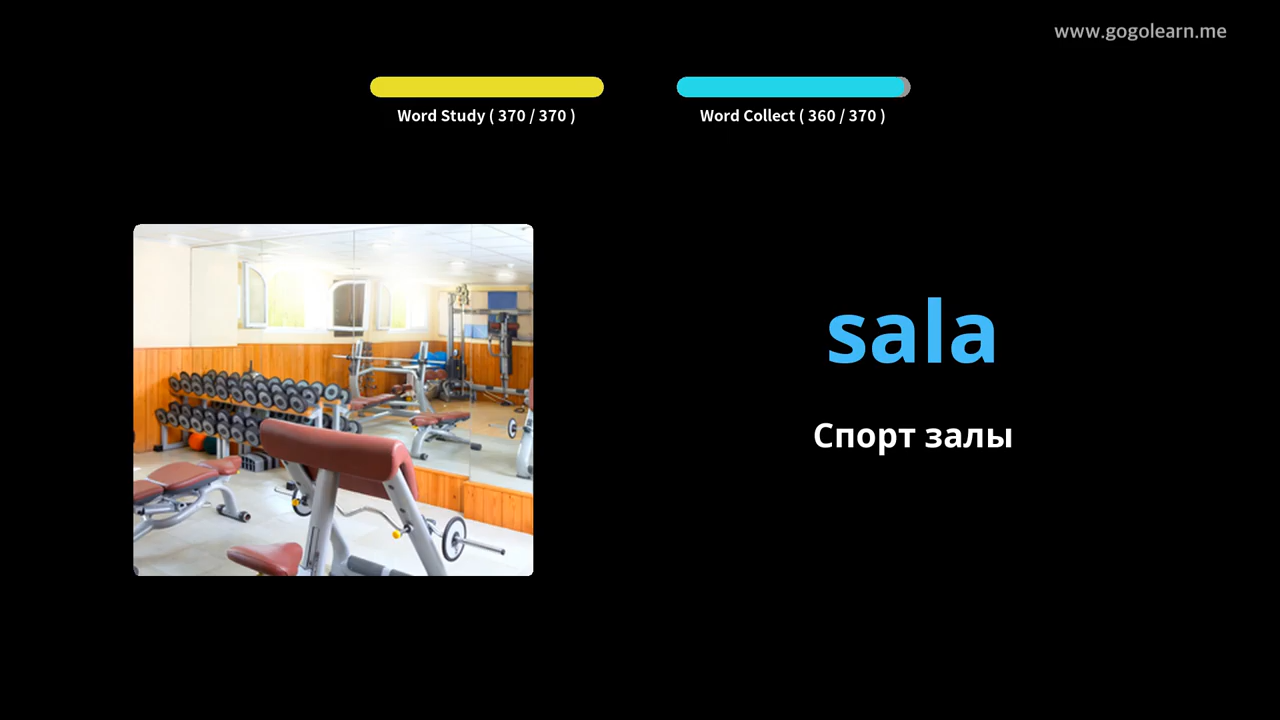 www.gogolearn.me
Word Study ( 370 / 370 )
Word Collect ( 360 / 370 )
sala
Спорт залы